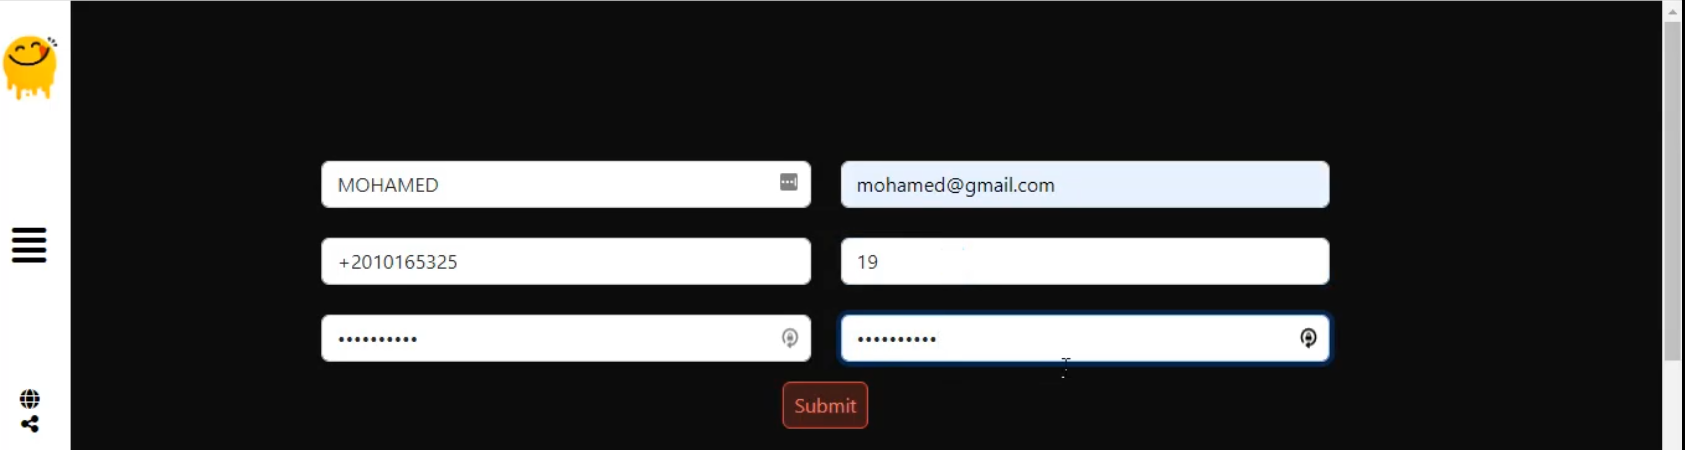 MOHAMED
mohamed@gmail.com
+2010165325
19
••••••••••
••••••••••
Submit